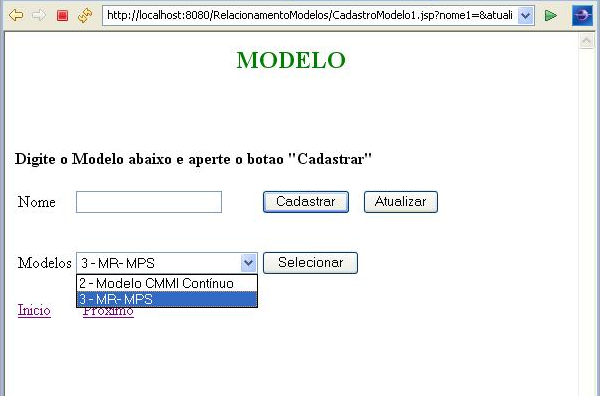 http://localhost:8080/RelacionamentoModelos/CadastroModelo1.jsp?nome1=&atuali
MODELO
Digite o Modelo abaixo e aperte o botao "Cadastrar"
Nome Cadastrar Atualizar
Modelos 3 - MR- MPS Selecionar
2 - Modelo CMMI Contínuo
3 - MR- MPS
Inicio Próximo